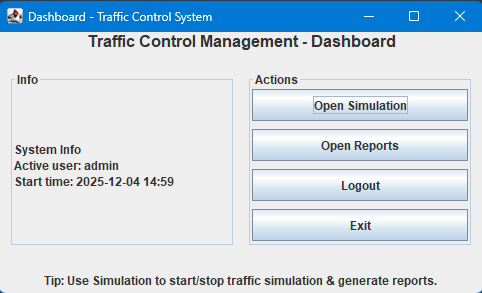 Dashboard - Traffic Control System
Traffic Control Management - Dashboard
Info
System Info
Active user: admin
Start time: 2025-12-04 14:59
Actions
Open Simulation
Open Reports
Logout
Exit
Tip: Use Simulation to start/stop traffic simulation & generate reports.